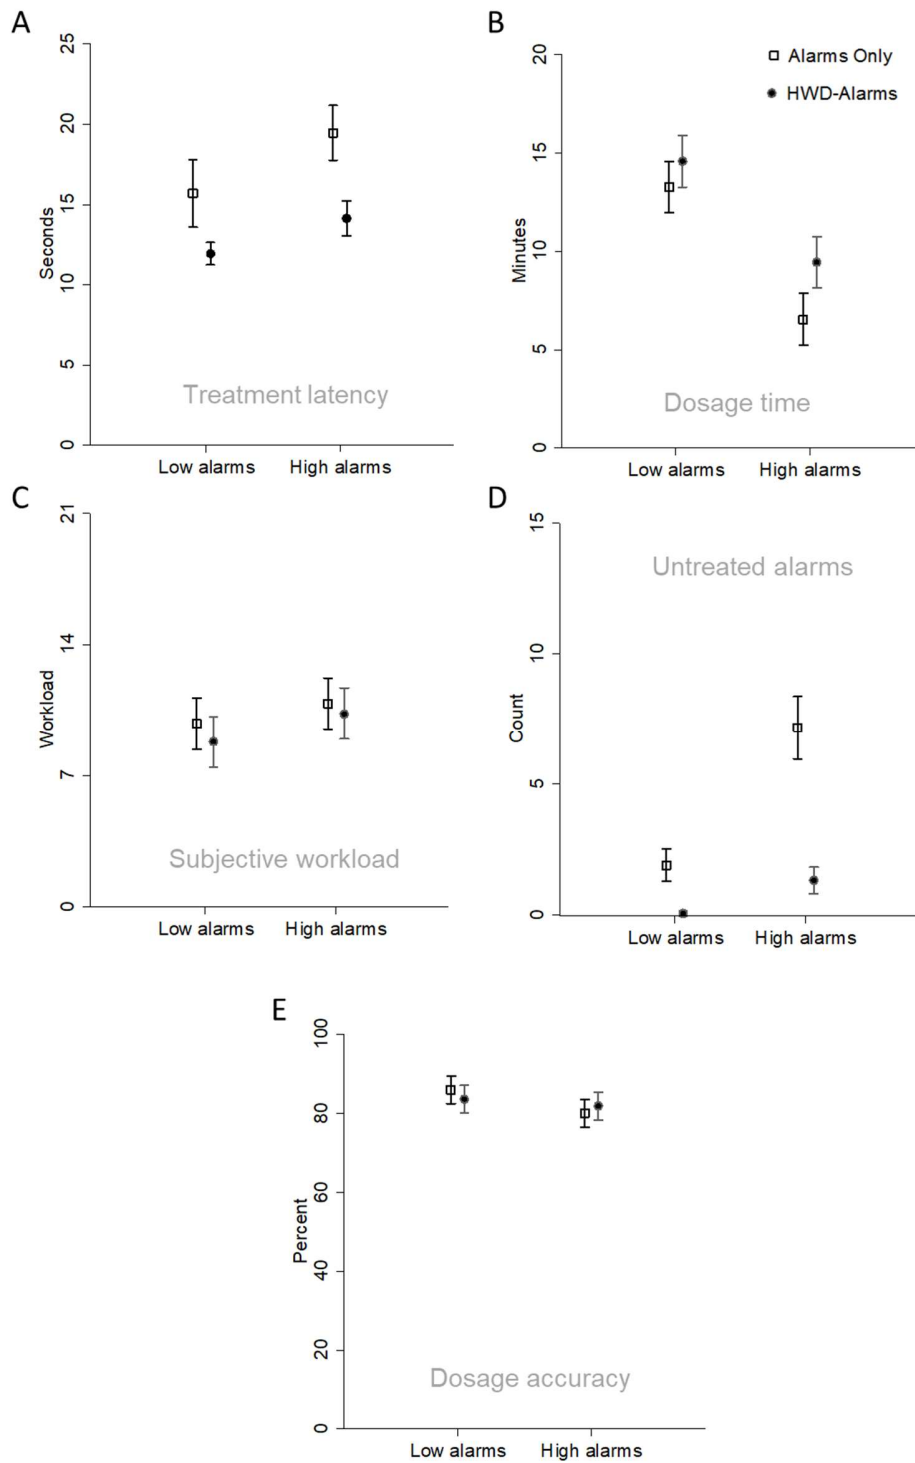 A
25
20
15
10
5
0
Seconds
Treatment latency
Low alarms
High alarms
B
20
15
10
5
0
Minutes
Alarms Only
HWD-Alarms
Dosage time
Low alarms
High alarms
C
21
14
7
0
Workload
Subjective workload
Low alarms
High alarms
D
15
10
5
0
Count
Untreated alarms
Low alarms
High alarms
E
100
80
60
40
20
0
Percent
Dosage accuracy
Low alarms
High alarms